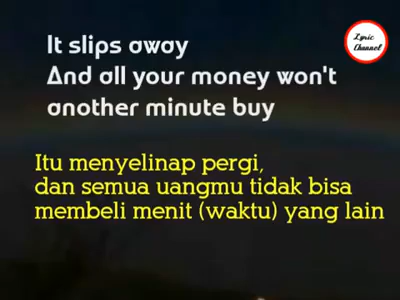 It slips away
And all your money won't
another minute buy
Lyric
Channel
Itu menyelinap pergi,
dan semua uangmu tidak bisa
membeli menit (waktu) yang lain